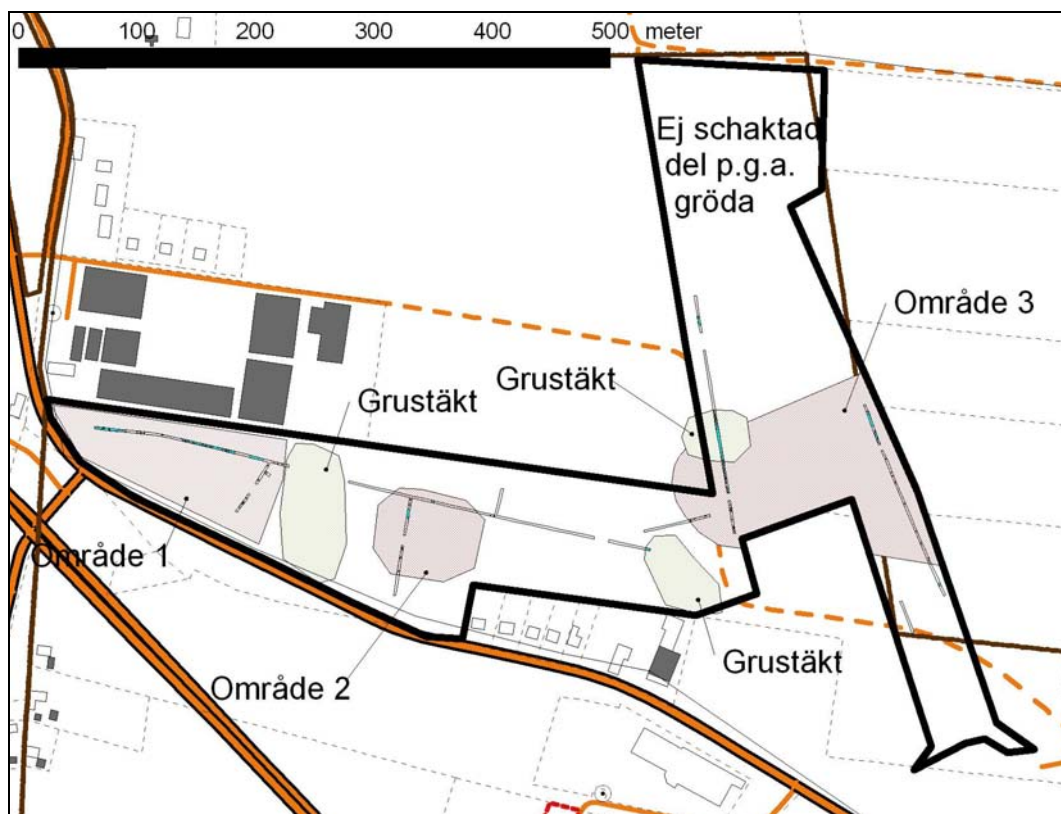 0 100 200 300 400 500 meter
Ej schaktad
del p.g.a.
gröda
Område 3
Grustäkt
Grustäkt
Område 1
Grustäkt
Område 2